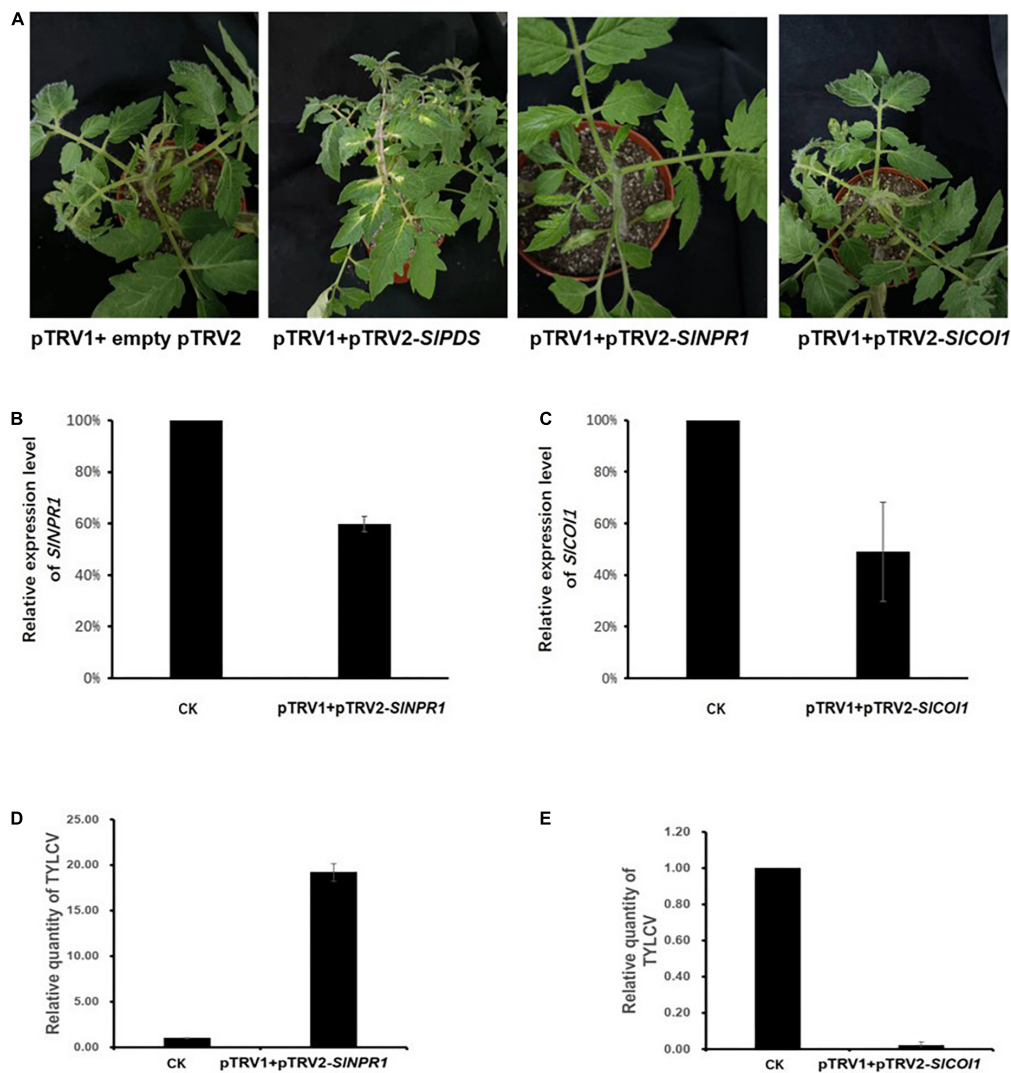 A
pTRV1+ empty pTRV2
pTRV1+pTRV2-SlPDS
pTRV1+pTRV2-SlNPR1
pTRV1+pTRV2-SlCOI1
B
Relative expression level
of SlNPR1
100%
80%
60%
40%
20%
0%
CK
pTRV1+pTRV2-SlNPR1
C
Relative expression level
of SlCOI1
100%
80%
60%
40%
20%
0%
CK
pTRV1+pTRV2-SlCOI1
D
Relative quantity of TYLCV
25.00
20.00
15.00
10.00
5.00
0.00
CK
pTRV1+pTRV2-SlNPR1
E
Relative quantity of
TYLCV
1.20
1.00
0.80
0.60
0.40
0.20
0.00
CK
pTRV1+pTRV2-SlCOI1